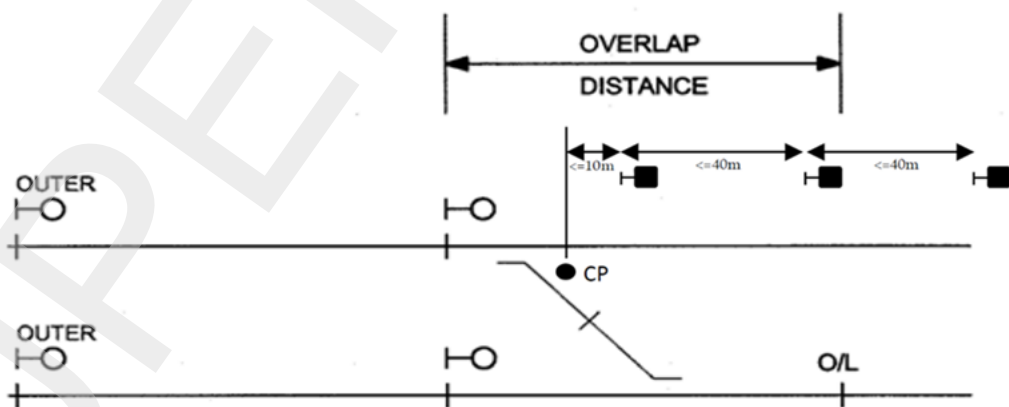 OVERLAP
DISTANCE
<=10m <=40m <=40m
OUTER
CP
OUTER
O/L